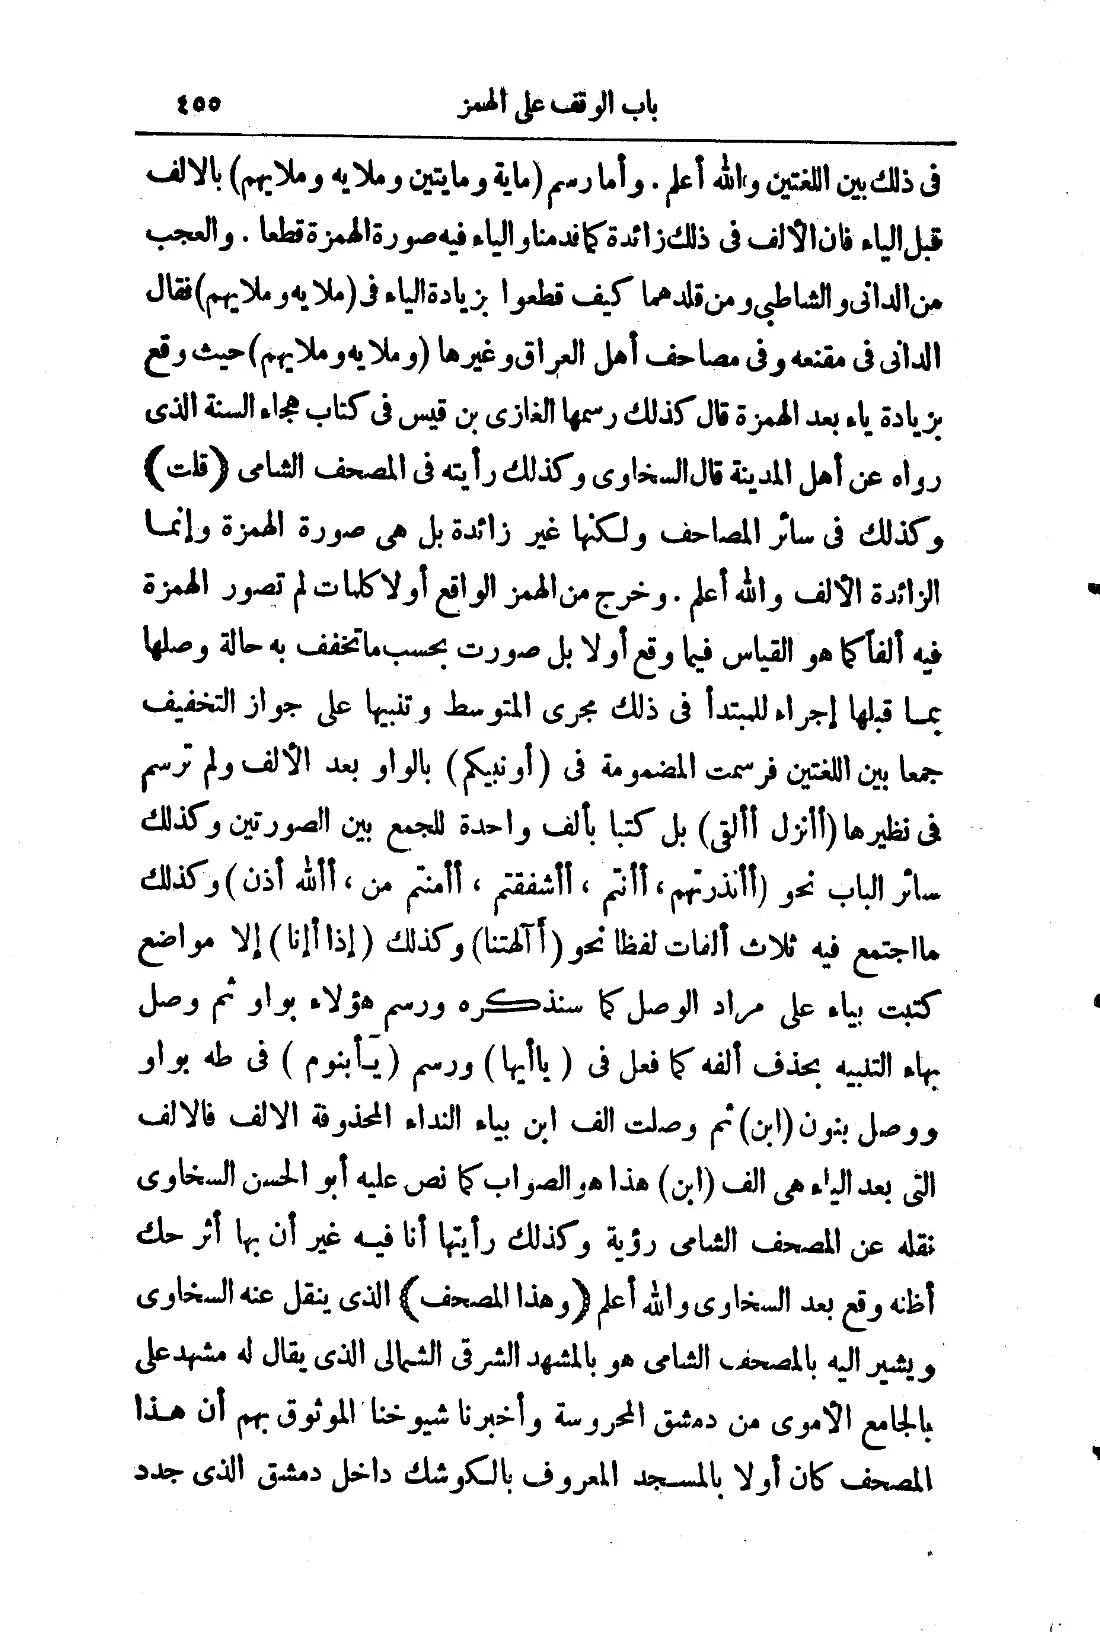 باب الوقف على الهمز ٤٥٥
فى ذلك بين اللغتين والله أعلم . وأما رسم (ماية ومايتين وملايه وملايهم) بالالف
قبل الياء فان الألف فى ذلك زائدة كما قدمنا والياء فيه صورة الهمزة قطعا . والعجب
من الدانى والشاطبى ومن قلدهما كيف قطعوا بزيادة الياء فى (ملايه وملايهم) فقال
الدانى فى مقنعه وفى مصاحف أهل العراق وغيرها (وملايه وملايهم) حيث وقع
بزيادة ياء بعد الهمزة قال كذلك رسمها الغازى بن قيس فى كتاب هجاء السنة الذى
رواه عن أهل المدينة قال السخاوى وكذلك رأيته فى المصحف الشامى (قلت)
وكذلك فى سائر المصاحف ولكنها غير زائدة بل هى صورة الهمزة وإنما
الزائدة الألف والله أعلم . وخرج من الهمز الواقع أولا كلمات لم تصور الهمزة
فيه ألفاً كما هو القياس فيما وقع أولا بل صورت بحسب ما تخفف به حالة وصلها
بما قبلها إجراء للمبتدأ فى ذلك مجرى المتوسط وتنبيها على جواز التخفيف
جمعا بين اللغتين فرسمت المضمومة فى (أونبيكم) بالواو بعد الألف ولم ترسم
فى نظيرها (أأنزل أألقى) بل كتبا بألف واحدة للجمع بين الصورتين وكذلك
سائر الباب نحو (أأنذرتهم ، أأنتم ، أأشفقتم ، أأمنتم من ، أألله أذن) وكذلك
ما اجتمع فيه ثلاث ألفات لفظا نحو (أآلهتنا) وكذلك (إذا أإنا) إلا مواضع
كتبت بياء على مراد الوصل كما سنذكره ورسم هؤلاء بواو ثم وصل
بهاء التنبيه بحذف ألفه كما فعل فى (ياأيها) ورسم (يَـأبنوم) فى طه بواو
ووصل بنون (ابن) ثم وصلت الف ابن بياء النداء المحذوفة الالف فالالف
التى بعد الياء هى الف (ابن) هذا هو الصواب كما نص عليه أبو الحسن السخاوى
نقله عن المصحف الشامى رؤية وكذلك رأيتها أنا فيه غير أن بها أثر حك
أظنه وقع بعد السخاوى والله أعلم (وهذا المصحف) الذى ينقل عنه السخاوى
ويشير اليه بالمصحف الشامى هو بالمشهد الشرقى الشمالى الذى يقال له مشهد على
بالجامع الأموى من دمشق المحروسة وأخبرنا شيوخنا الموثوق بهم أن هذا
المصحف كان أولا بالمسجد المعروف بالكوشك داخل دمشق الذى جدد